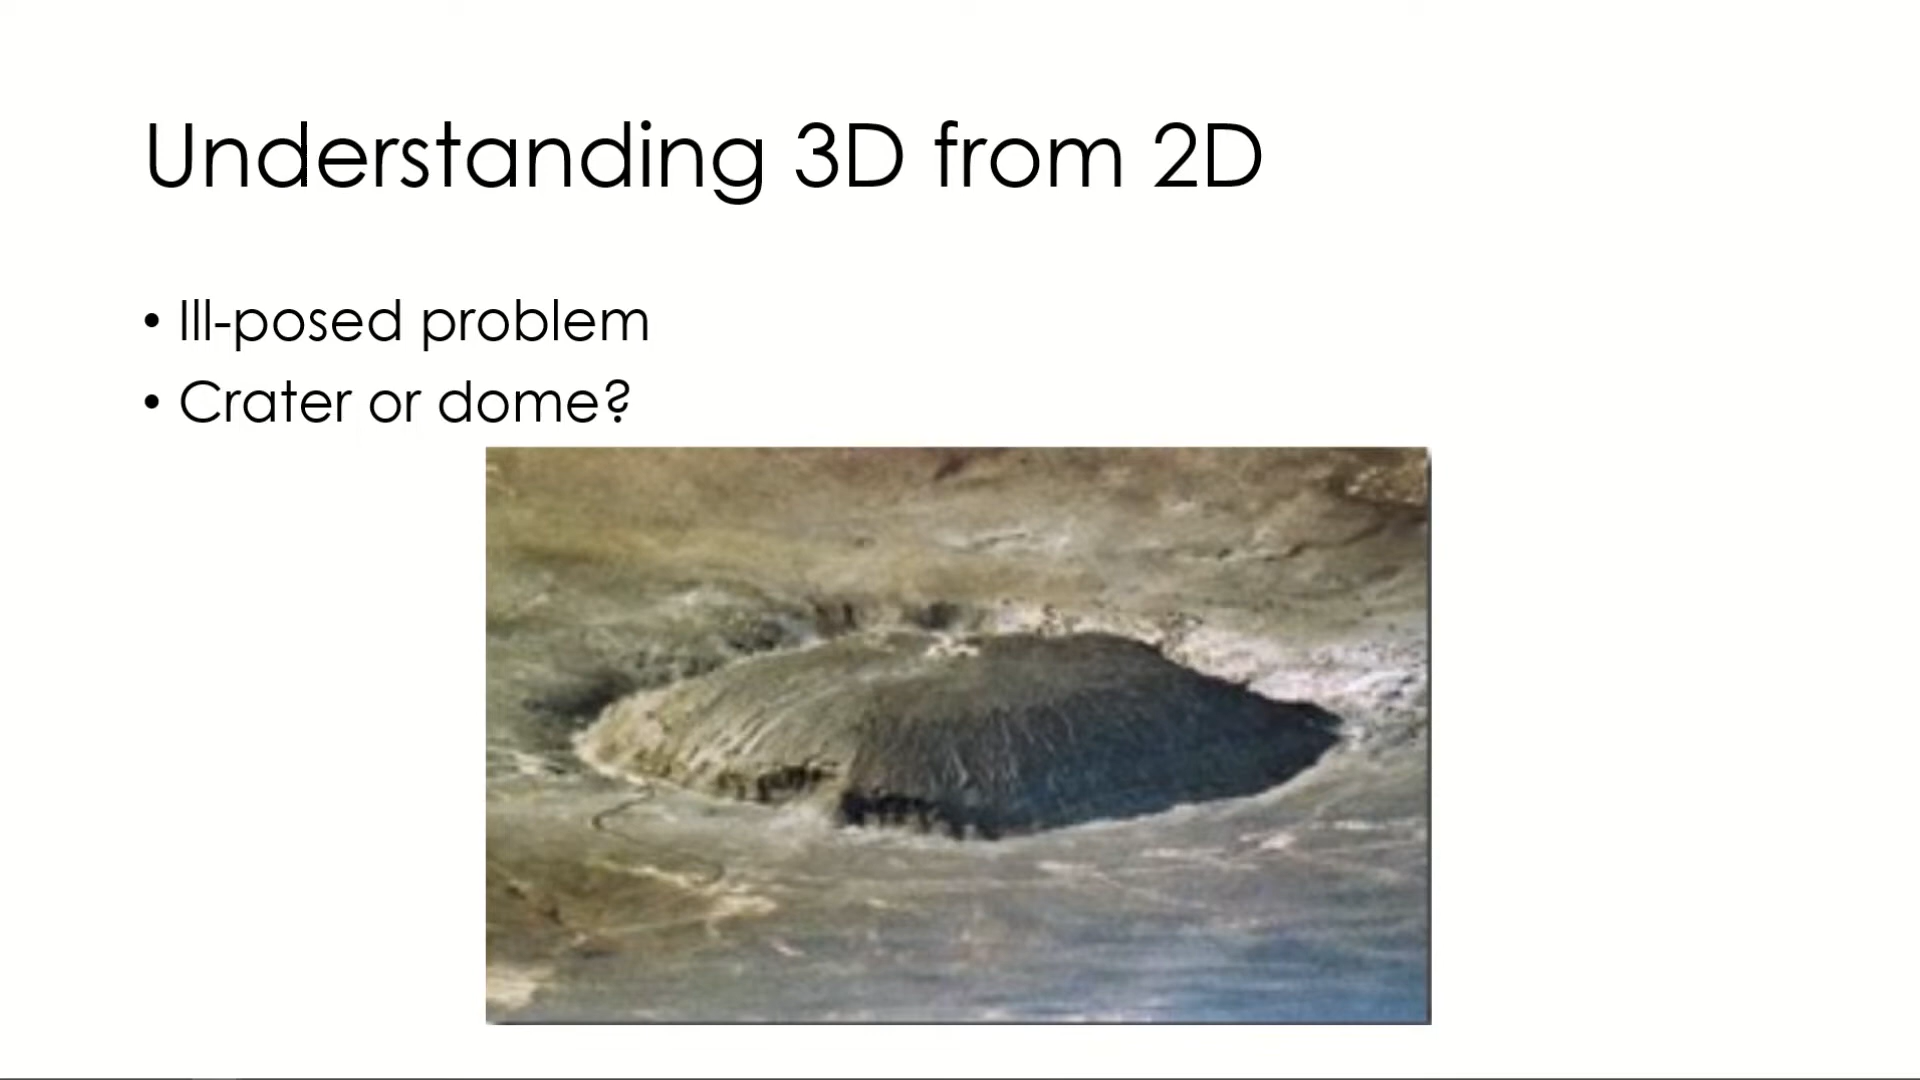 Understanding 3D from 2D
• Ill-posed problem
• Crater or dome?